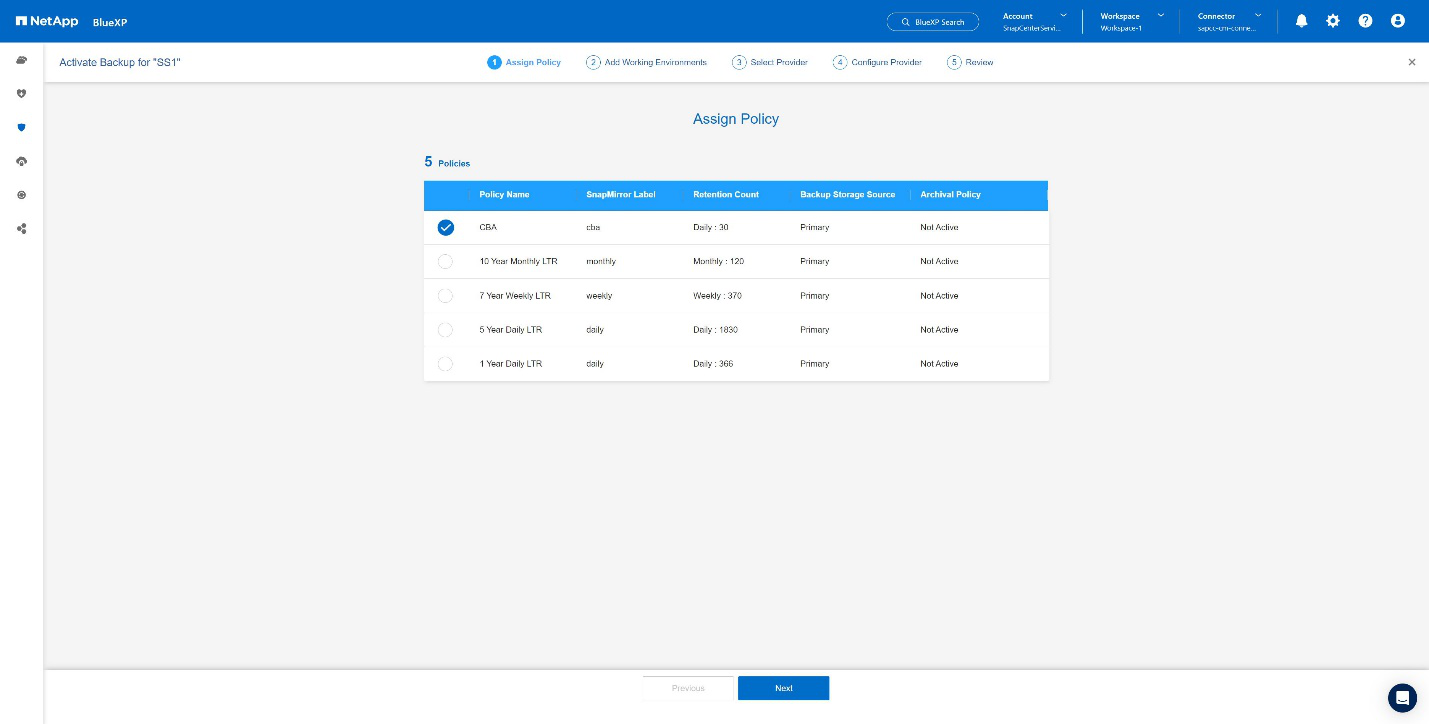 NetApp BlueXP
BlueXP Search
Account
SnapCenterServi...
Workspace
Workspace-1
Connector
sapcc-cm-conne...
Activate Backup for "SS1"
1 Assign Policy
2 Add Working Environments
3 Select Provider
4 Configure Provider
5 Review
Assign Policy
5 Policies
Policy Name SnapMirror Label Retention Count Backup Storage Source Archival Policy
CBA cba Daily : 30 Primary Not Active
10 Year Monthly LTR monthly Monthly : 120 Primary Not Active
7 Year Weekly LTR weekly Weekly : 370 Primary Not Active
5 Year Daily LTR daily Daily : 1830 Primary Not Active
1 Year Daily LTR daily Daily : 366 Primary Not Active
Previous Next